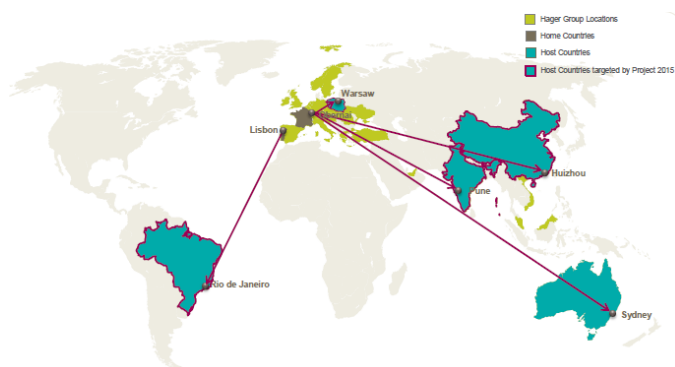 Hager Group Locations
Home Countries
Host Countries
Host Countries targeted by Project 2015
Warsaw
Lisbon
Huizhou
Rio de Janeiro
Sydney